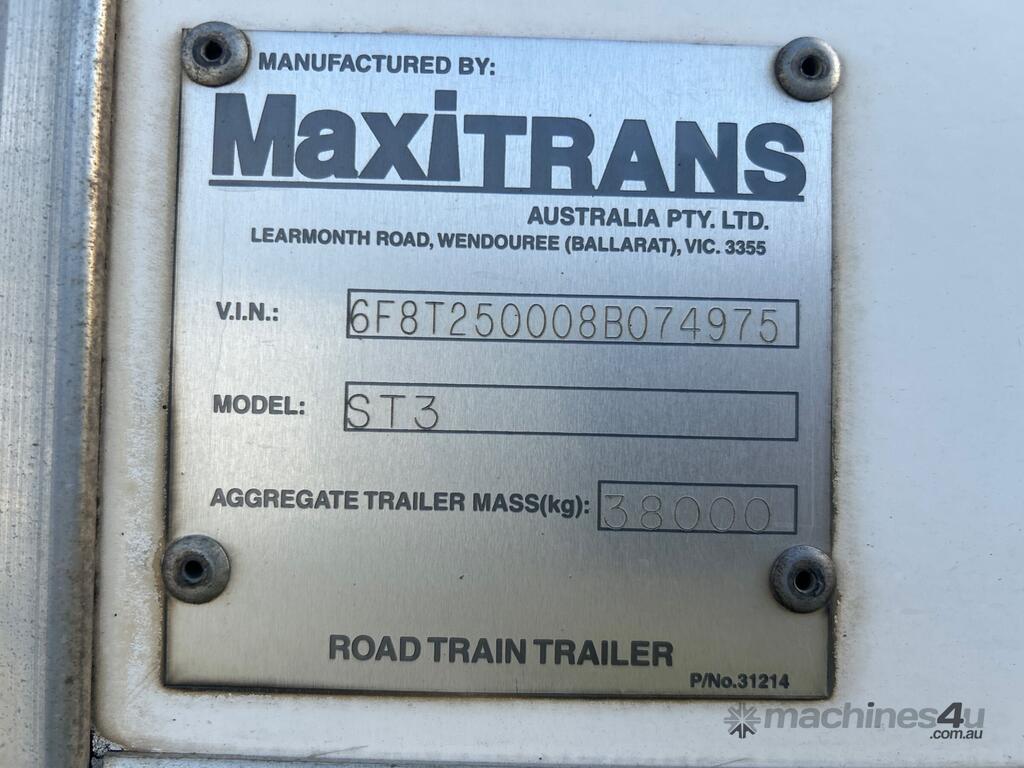 MANUFACTURED BY:
MaxiTRANS
AUSTRALIA PTY. LTD.
LEARMONTH ROAD, WENDOUREE (BALLARAT), VIC. 3355
V.I.N.: 6F8T250008B074975
MODEL: ST3
AGGREGATE TRAILER MASS(kg): 38000
ROAD TRAIN TRAILER
P/No.31214
machines4u
.com.au